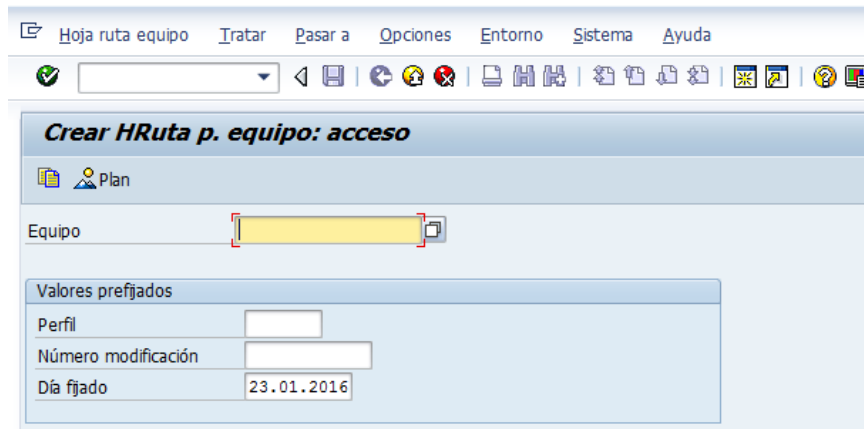 Hoja ruta equipo Tratar Pasar a Opciones Entorno Sistema Ayuda
Crear HRuta p. equipo: acceso
Plan
Equipo
Valores prefijados
Perfil
Número modificación
Día fijado 23.01.2016